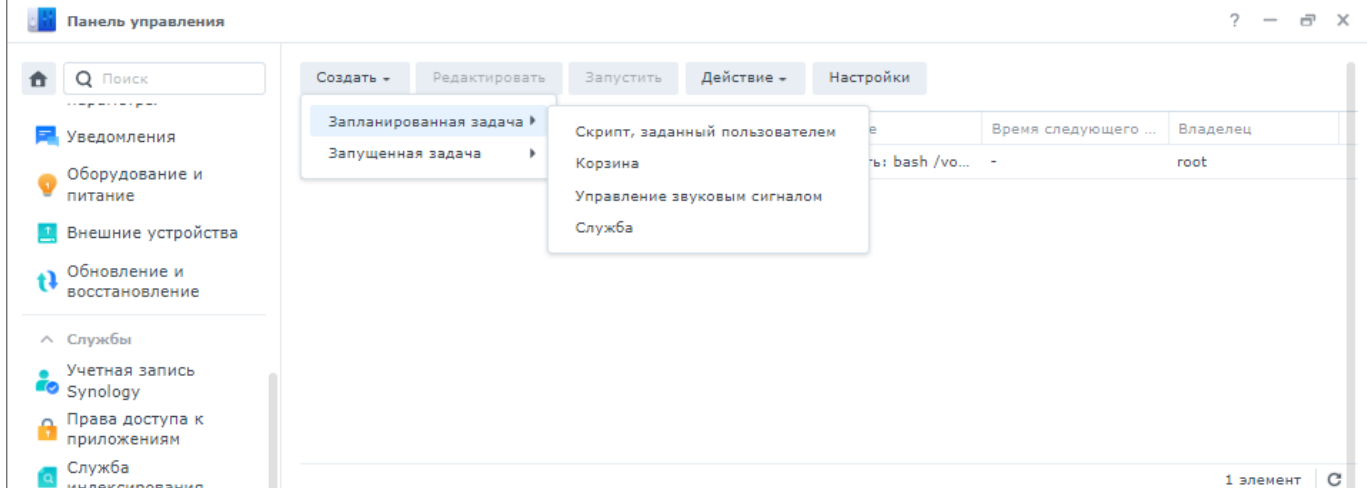 Панель управления
Поиск
Создать
Редактировать
Запустить
Действие
Настройки
Запланированная задача
Запущенная задача
Скрипт, заданный пользователем
Корзина
Управление звуковым сигналом
Служба
Время следующего ...
Владелец
bash /vo...
-
root
Уведомления
Оборудование и
питание
Внешние устройства
Обновление и
восстановление
Службы
Учетная запись
Synology
Права доступа к
приложениям
Служба
индексирования
1 элемент